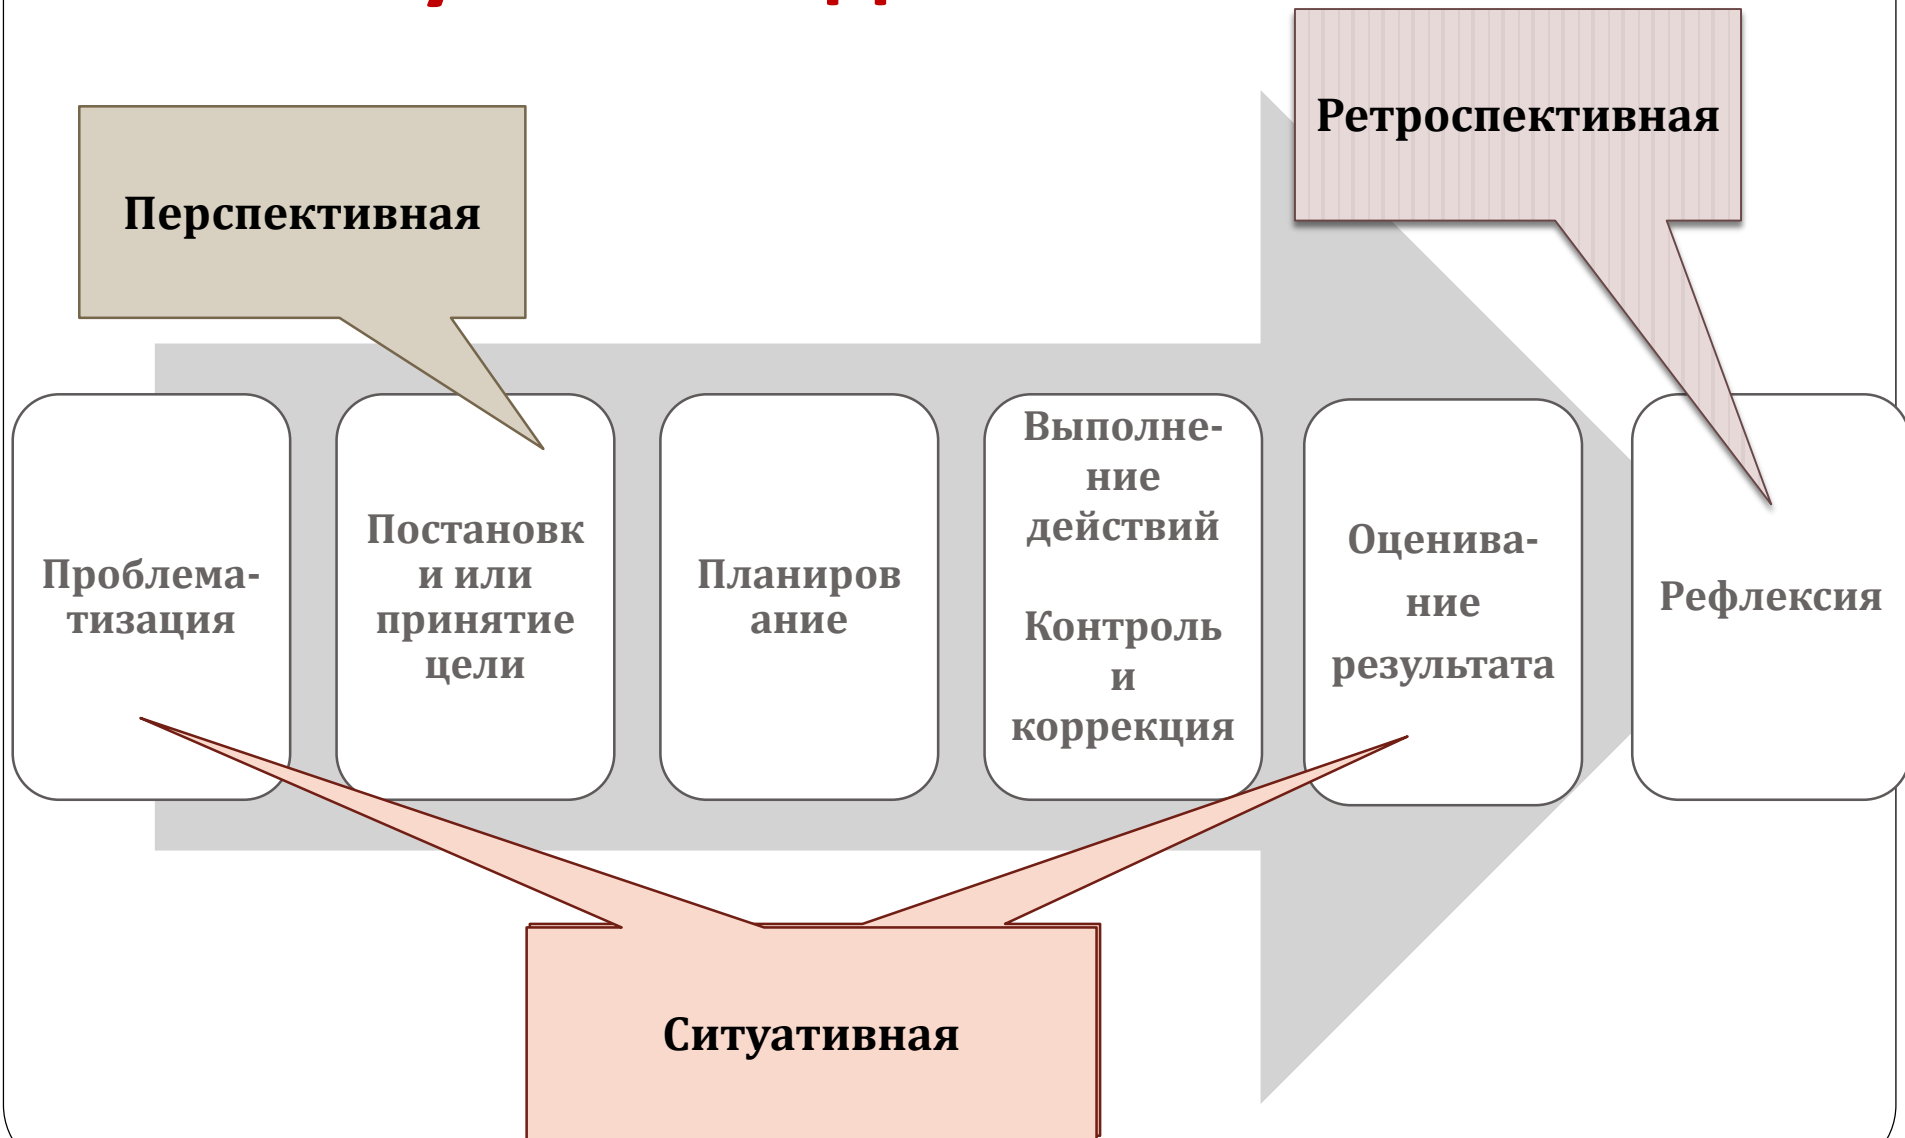 Ретроспективная
Перспективная
Проблема-
тизация
Постановк
и или
принятие
цели
Планиров
ание
Выполне-
ние
действий
Контроль
и
коррекция
Оценива-
ние
результата
Рефлексия
Ситуативная